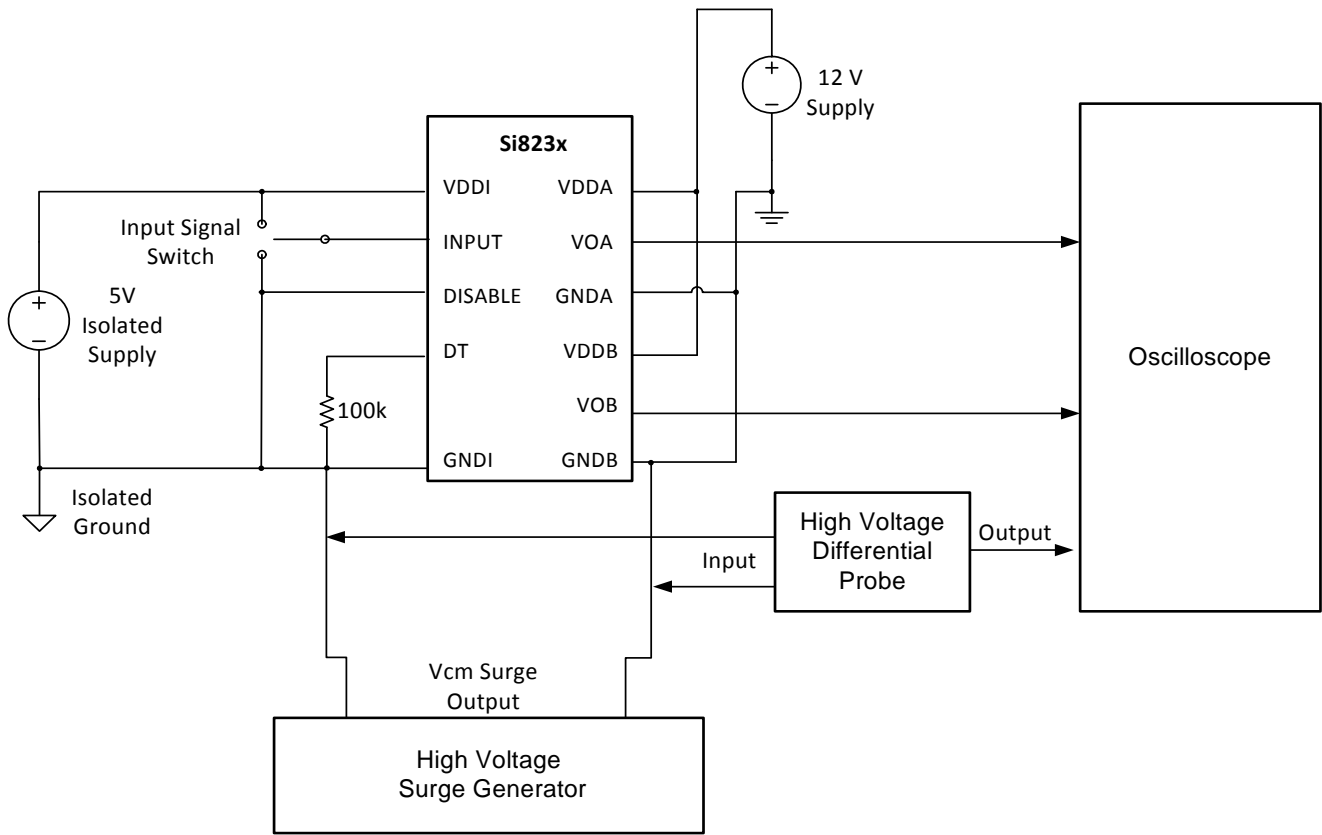 12 V
Supply
Si823x
VDDI
VDDA
Input Signal
Switch
INPUT
VOA
5V
Isolated
Supply
DISABLE
GNDA
DT
VDDB
Oscilloscope
100k
VOB
GNDI
GNDB
Isolated
Ground
High Voltage
Differential
Probe
Input
Output
Vcm Surge
Output
High Voltage
Surge Generator
+
−
+
−